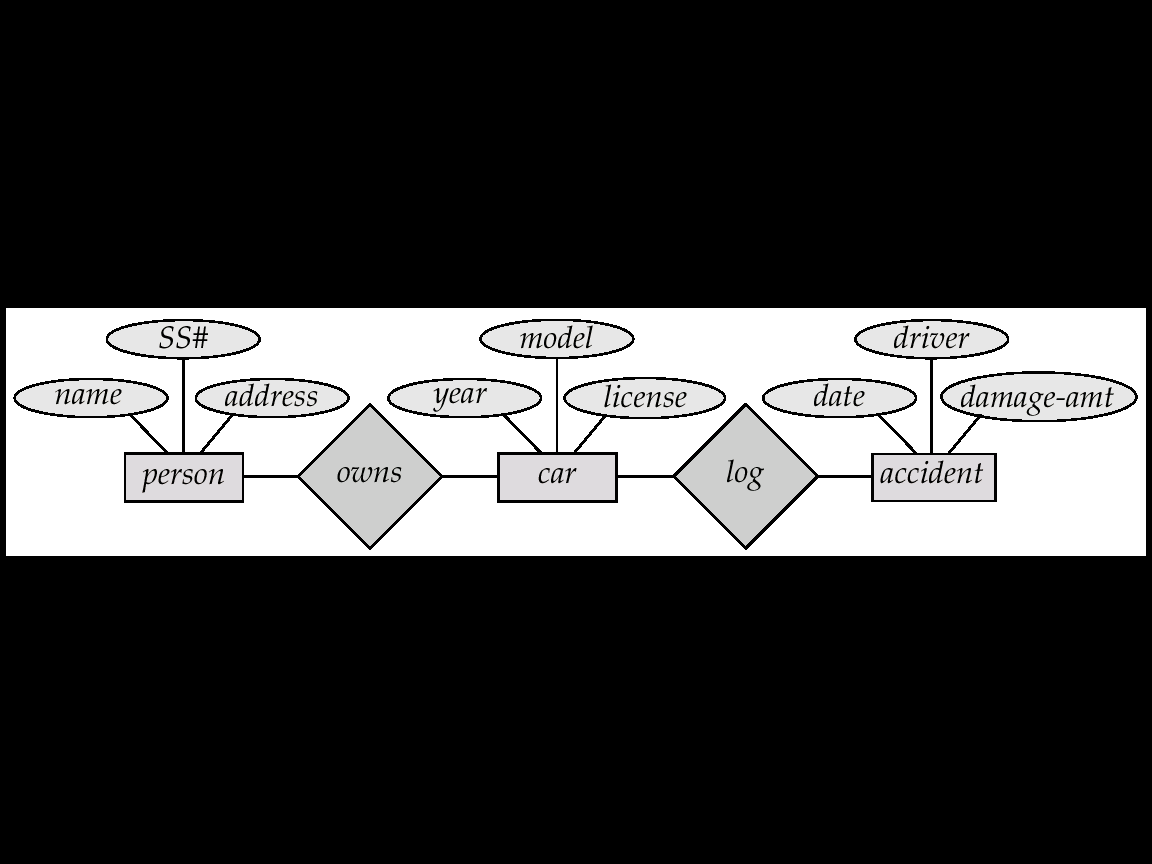 SS#
model
driver
name
address
year
license
date
damage-amt
person
owns
car
log
accident